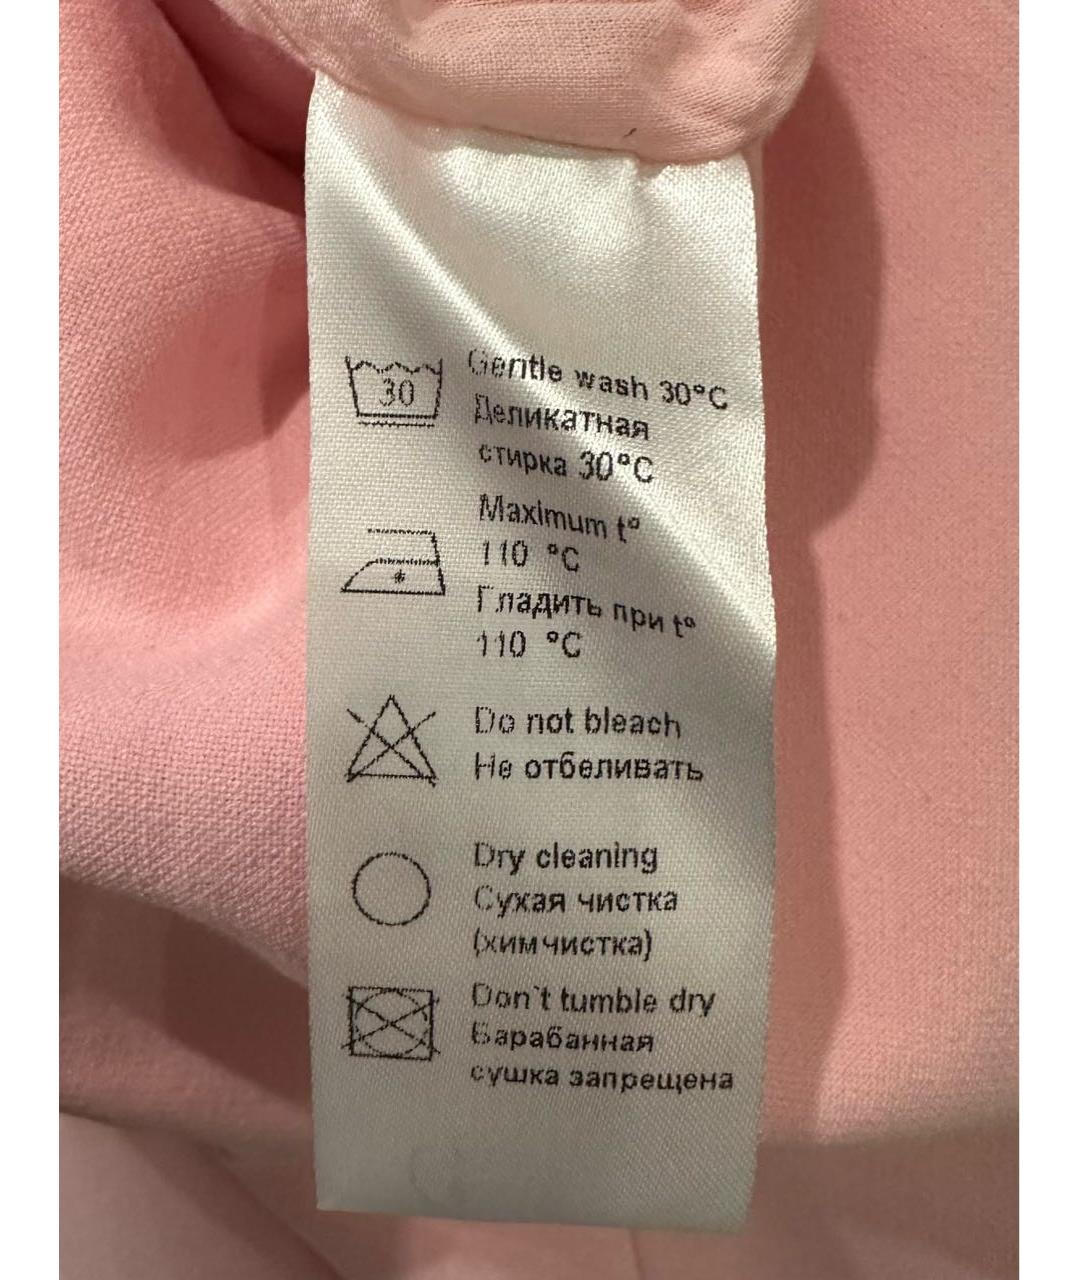 30
Gentle wash 30°C
Деликатная
стирка 30°C
Maximum t°
110 °C
Гладить при t°
110 °C
Do not bleach
Не отбеливать
Dry cleaning
Сухая чистка
(химчистка)
Don`t tumble dry
Барабанная
сушка запрещена